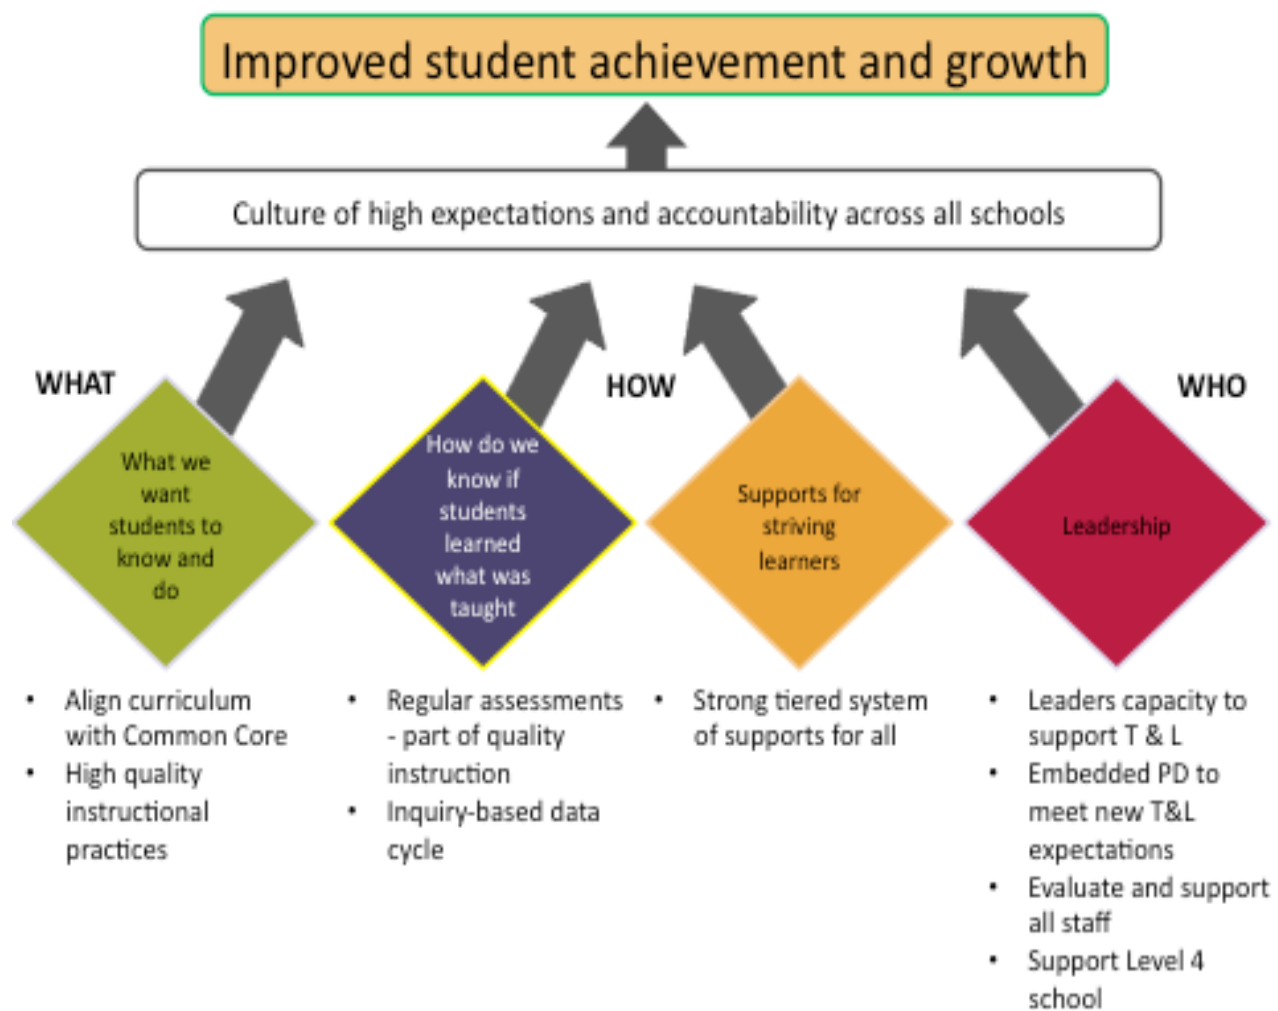 Improved student achievement and growth
Culture of high expectations and accountability across all schools
WHAT
HOW
WHO
What we
want
students to
know and
do
How do we
know if
students
learned
what was
taught
Supports for
striving
learners
Leadership
• Align curriculum
with Common Core
• High quality
instructional
practices
• Regular assessments
- part of quality
instruction
• Inquiry-based data
cycle
• Strong tiered system
of supports for all
• Leaders capacity to
support T & L
• Embedded PD to
meet new T&L
expectations
• Evaluate and support
all staff
• Support Level 4
school